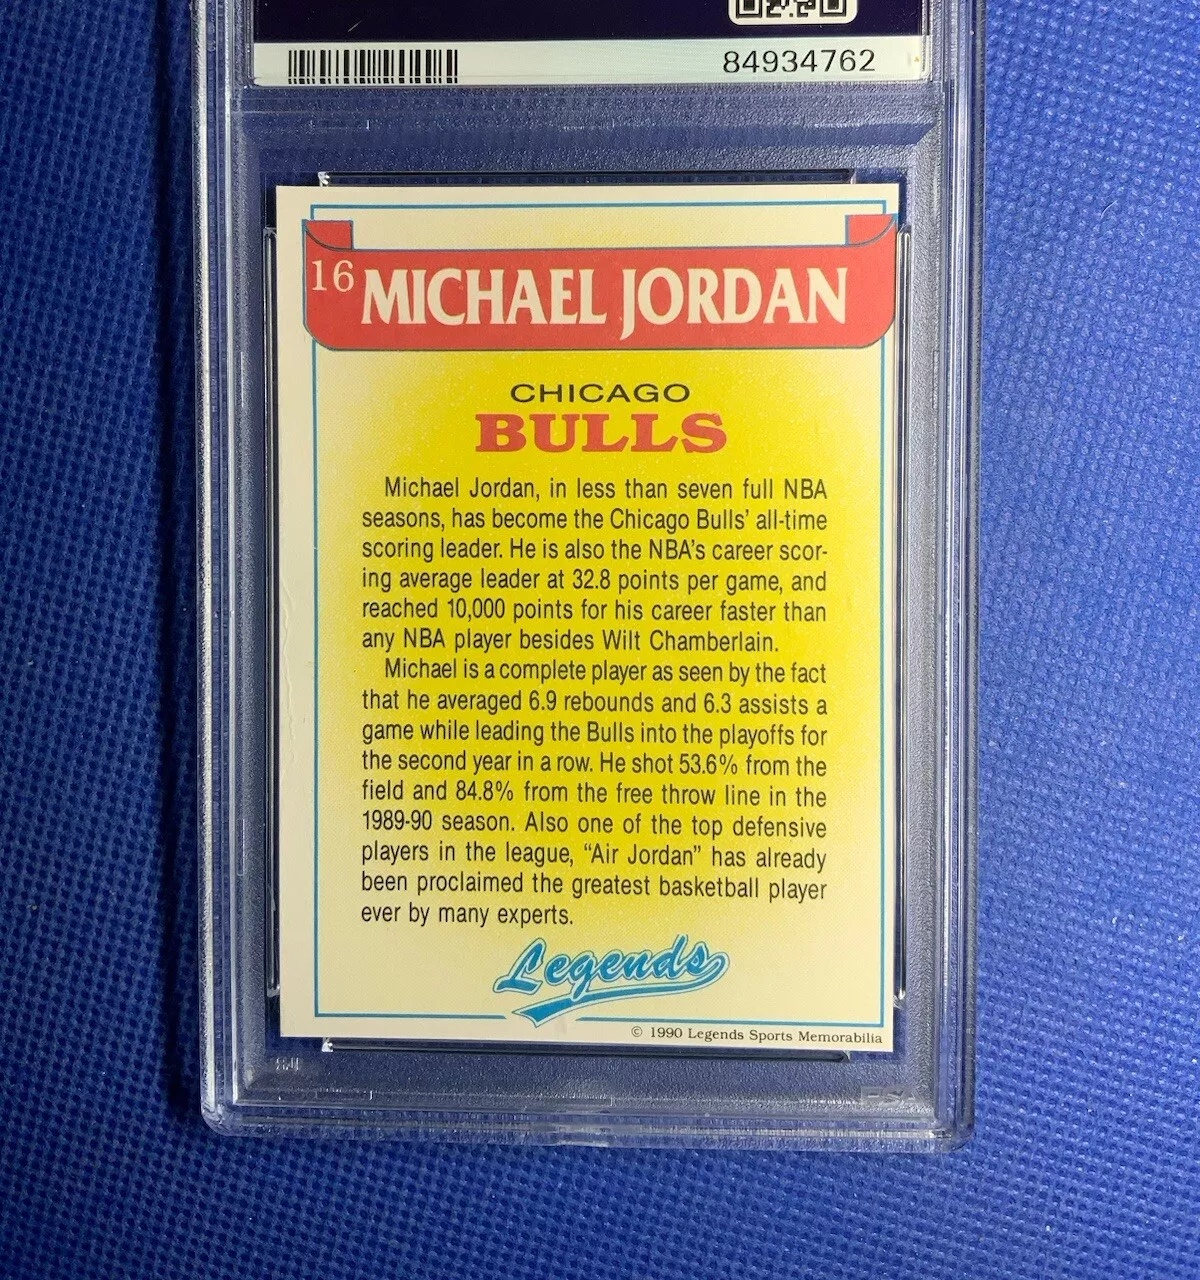 84934762
16 MICHAEL JORDAN
CHICAGO
BULLS
Michael Jordan, in less than seven full NBA
seasons, has become the Chicago Bulls' all-time
scoring leader. He is also the NBA's career scor-
ing average leader at 32.8 points per game, and
reached 10,000 points for his career faster than
any NBA player besides Wilt Chamberlain.
Michael is a complete player as seen by the fact
that he averaged 6.9 rebounds and 6.3 assists a
game while leading the Bulls into the playoffs for
the second year in a row. He shot 53.6% from the
field and 84.8% from the free throw line in the
1989-90 season. Also one of the top defensive
players in the league, “Air Jordan” has already
been proclaimed the greatest basketball player
ever by many experts.
Legends
© 1990 Legends Sports Memorabilia